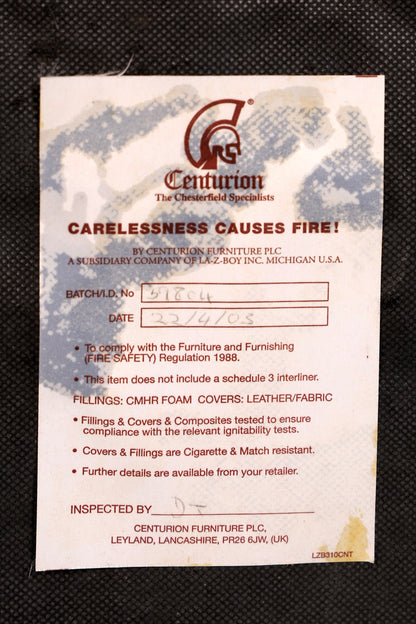 ®
Centurion
The Chesterfield Specialists
CARELESSNESS CAUSES FIRE!
BY CENTURION FURNITURE PLC
A SUBSIDIARY COMPANY OF LA-Z-BOY INC. MICHIGAN U.S.A.
BATCH/I.D. No 51804
DATE 22/4/03
• To comply with the Furniture and Furnishing
(FIRE SAFETY) Regulation 1988.
• This item does not include a schedule 3 interliner.
FILLINGS: CMHR FOAM COVERS: LEATHER/FABRIC
• Fillings & Covers & Composites tested to ensure
compliance with the relevant ignitability tests.
• Covers & Fillings are Cigarette & Match resistant.
• Further details are available from your retailer.
INSPECTED BY
CENTURION FURNITURE PLC,
LEYLAND, LANCASHIRE, PR26 6JW, (UK)
LZB310CNT